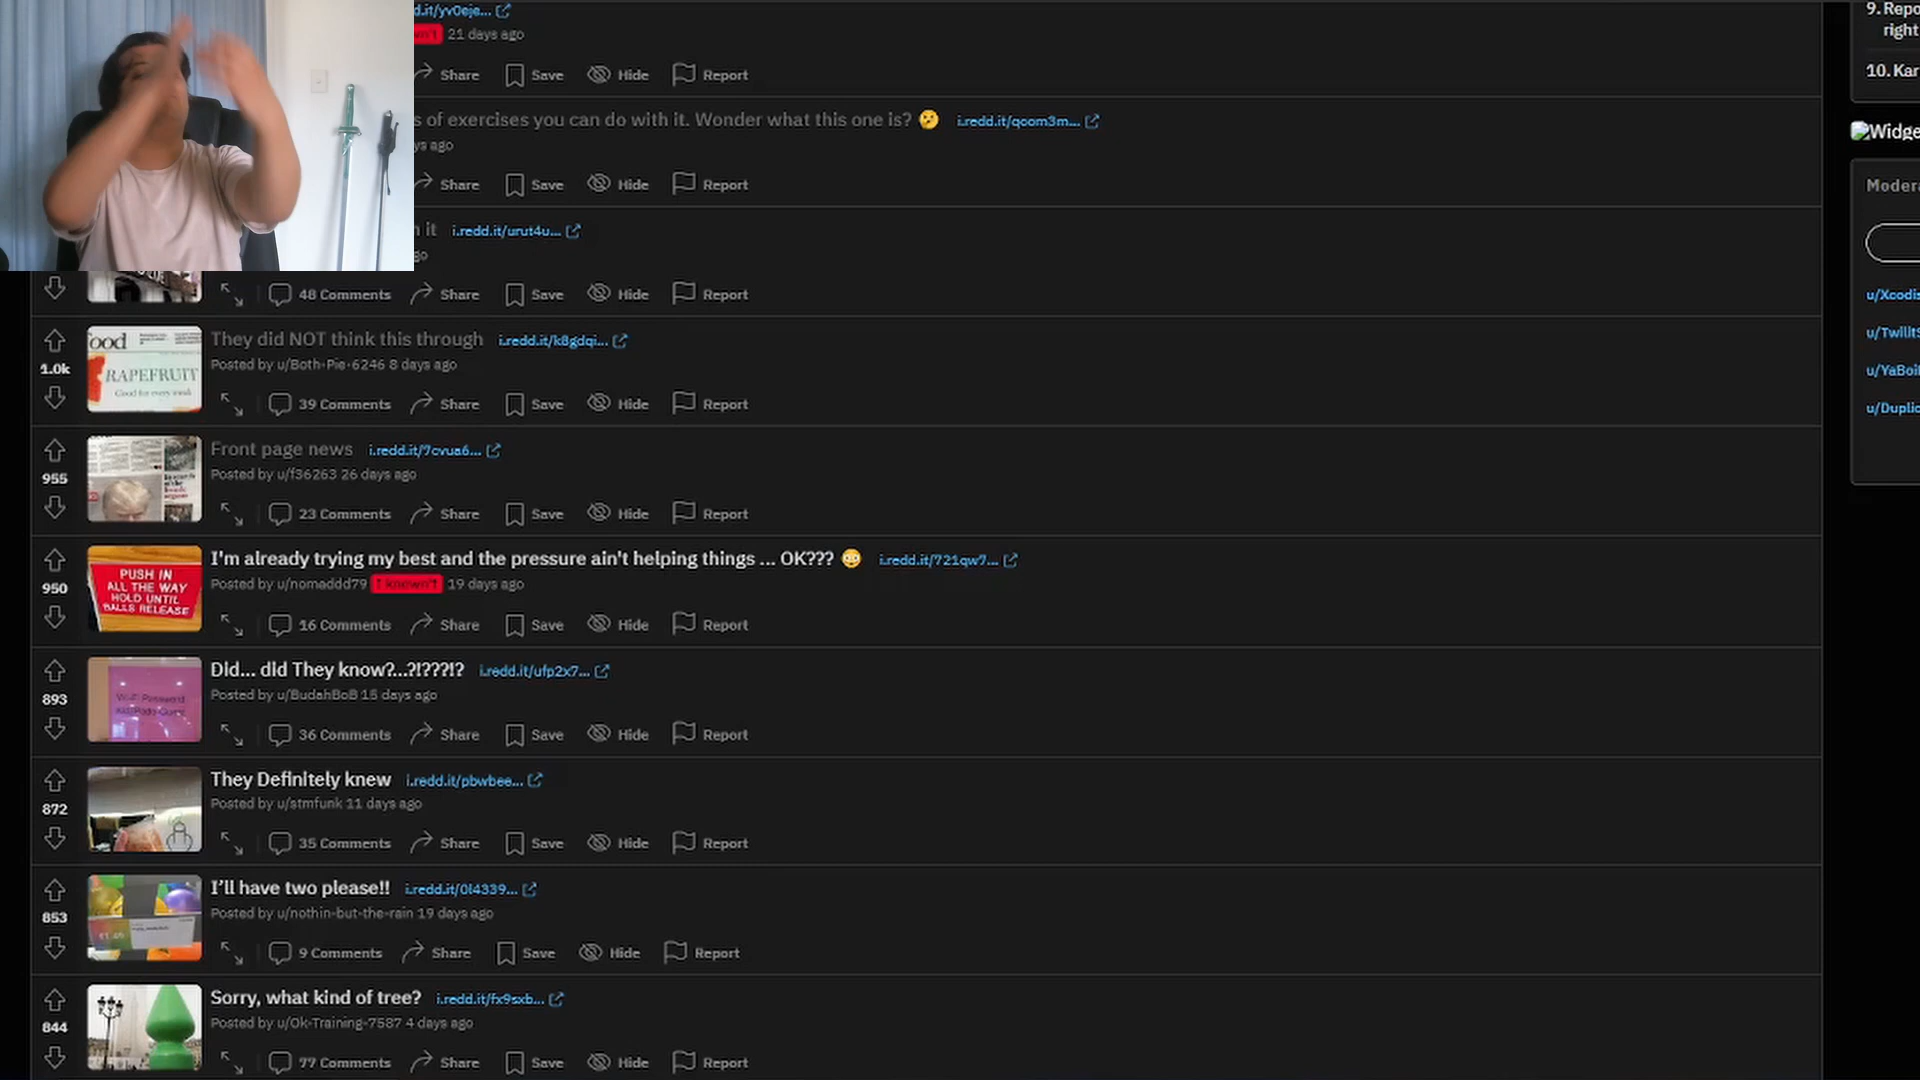 d.it/yv0eje...
n't 21 days ago
Share Save Hide Report
s of exercises you can do with it. Wonder what this one is? 🤔 i.redd.it/qoom3m...
ys ago
Share Save Hide Report
n it i.redd.it/urut4u...
go
48 Comments Share Save Hide Report
They did NOT think this through i.redd.it/k8gdqi...
Posted by u/Both-Pie-6246 8 days ago
1.0k
39 Comments Share Save Hide Report
ood
RAPEFRUIT
Front page news i.redd.it/7cvua6...
Posted by u/f36263 26 days ago
955
23 Comments Share Save Hide Report
I'm already trying my best and the pressure ain't helping things ... OK??? 😳 i.redd.it/721qw7...
Posted by u/nomaddd79 I known't 19 days ago
950
16 Comments Share Save Hide Report
PUSH IN
ALL THE WAY
HOLD UNTIL
BALLS RELEASE
Did... did They know?...?!???!? i.redd.it/ufp2x7...
Posted by u/BudahBoB 15 days ago
893
36 Comments Share Save Hide Report
They Definitely knew i.redd.it/pbwbee...
Posted by u/stmfunk 11 days ago
872
35 Comments Share Save Hide Report
I’ll have two please!! i.redd.it/0l4339...
Posted by u/nothin-but-the-rain 19 days ago
853
9 Comments Share Save Hide Report
Sorry, what kind of tree? i.redd.it/fx9sxb...
Posted by u/Ok-Training-7587 4 days ago
844
77 Comments Share Save Hide Report
9. Repo
right
10. Kar
Widge
Modera
u/Xcodis
u/TwilltS
u/YaBoiI
u/Duplic